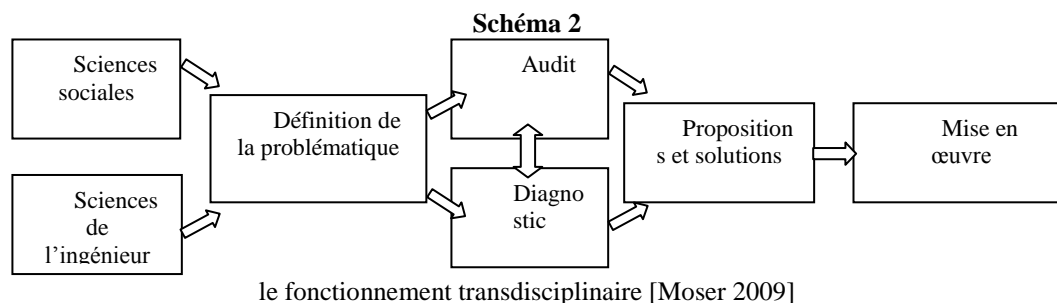 Schéma 2
Sciences
sociales
Sciences
de
l’ingénieur
Définition de
la problématique
Audit
Diagno
stic
Proposition
s et solutions
Mise en
œuvre
le fonctionnement transdisciplinaire [Moser 2009]